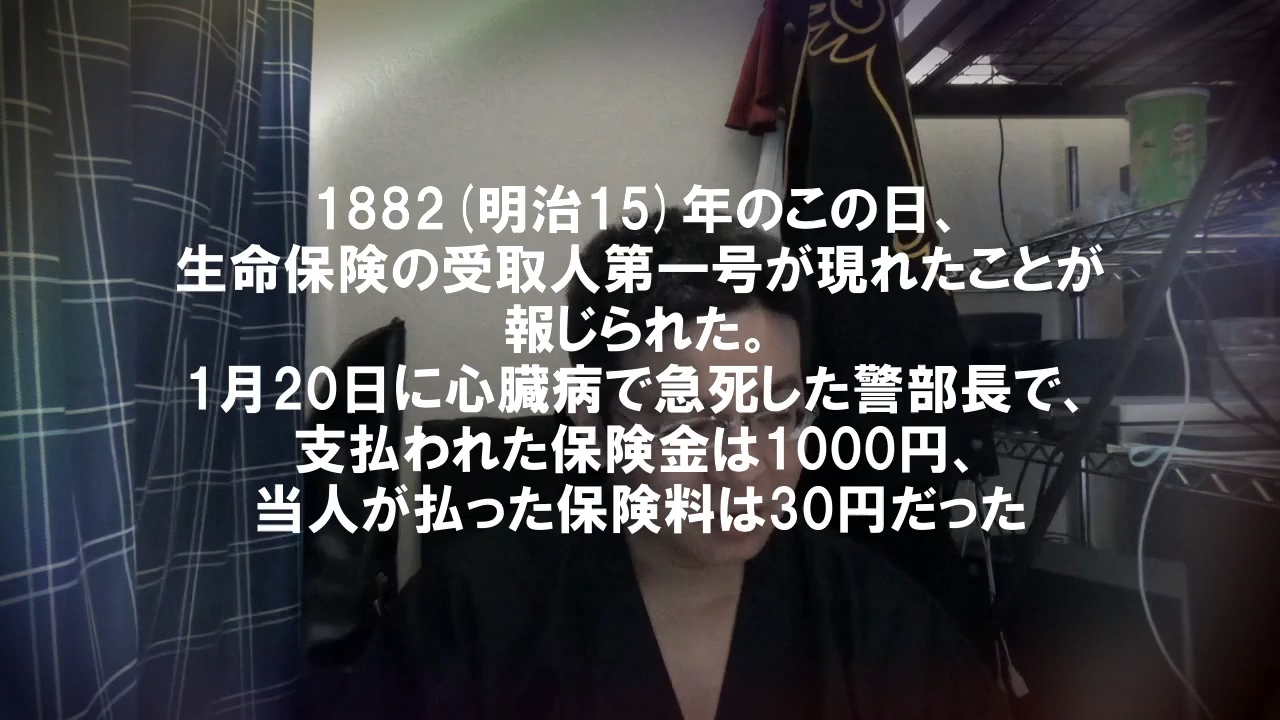 1882(明治15)年のこの日、
生命保険の受取人第一号が現れたことが
報じられた。
1月20日に心臓病で急死した警部長で、
支払われた保険金は1000円、
当人が払った保険料は30円だった